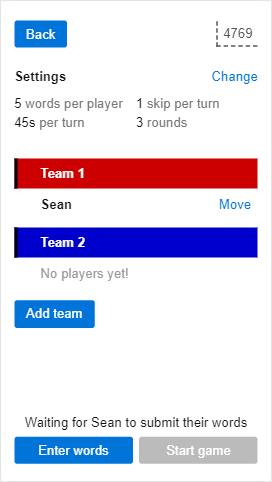 Back
4769
Settings
Change
5 words per player 1 skip per turn
45s per turn 3 rounds
Team 1
Sean
Move
Team 2
No players yet!
Add team
Waiting for Sean to submit their words
Enter words
Start game